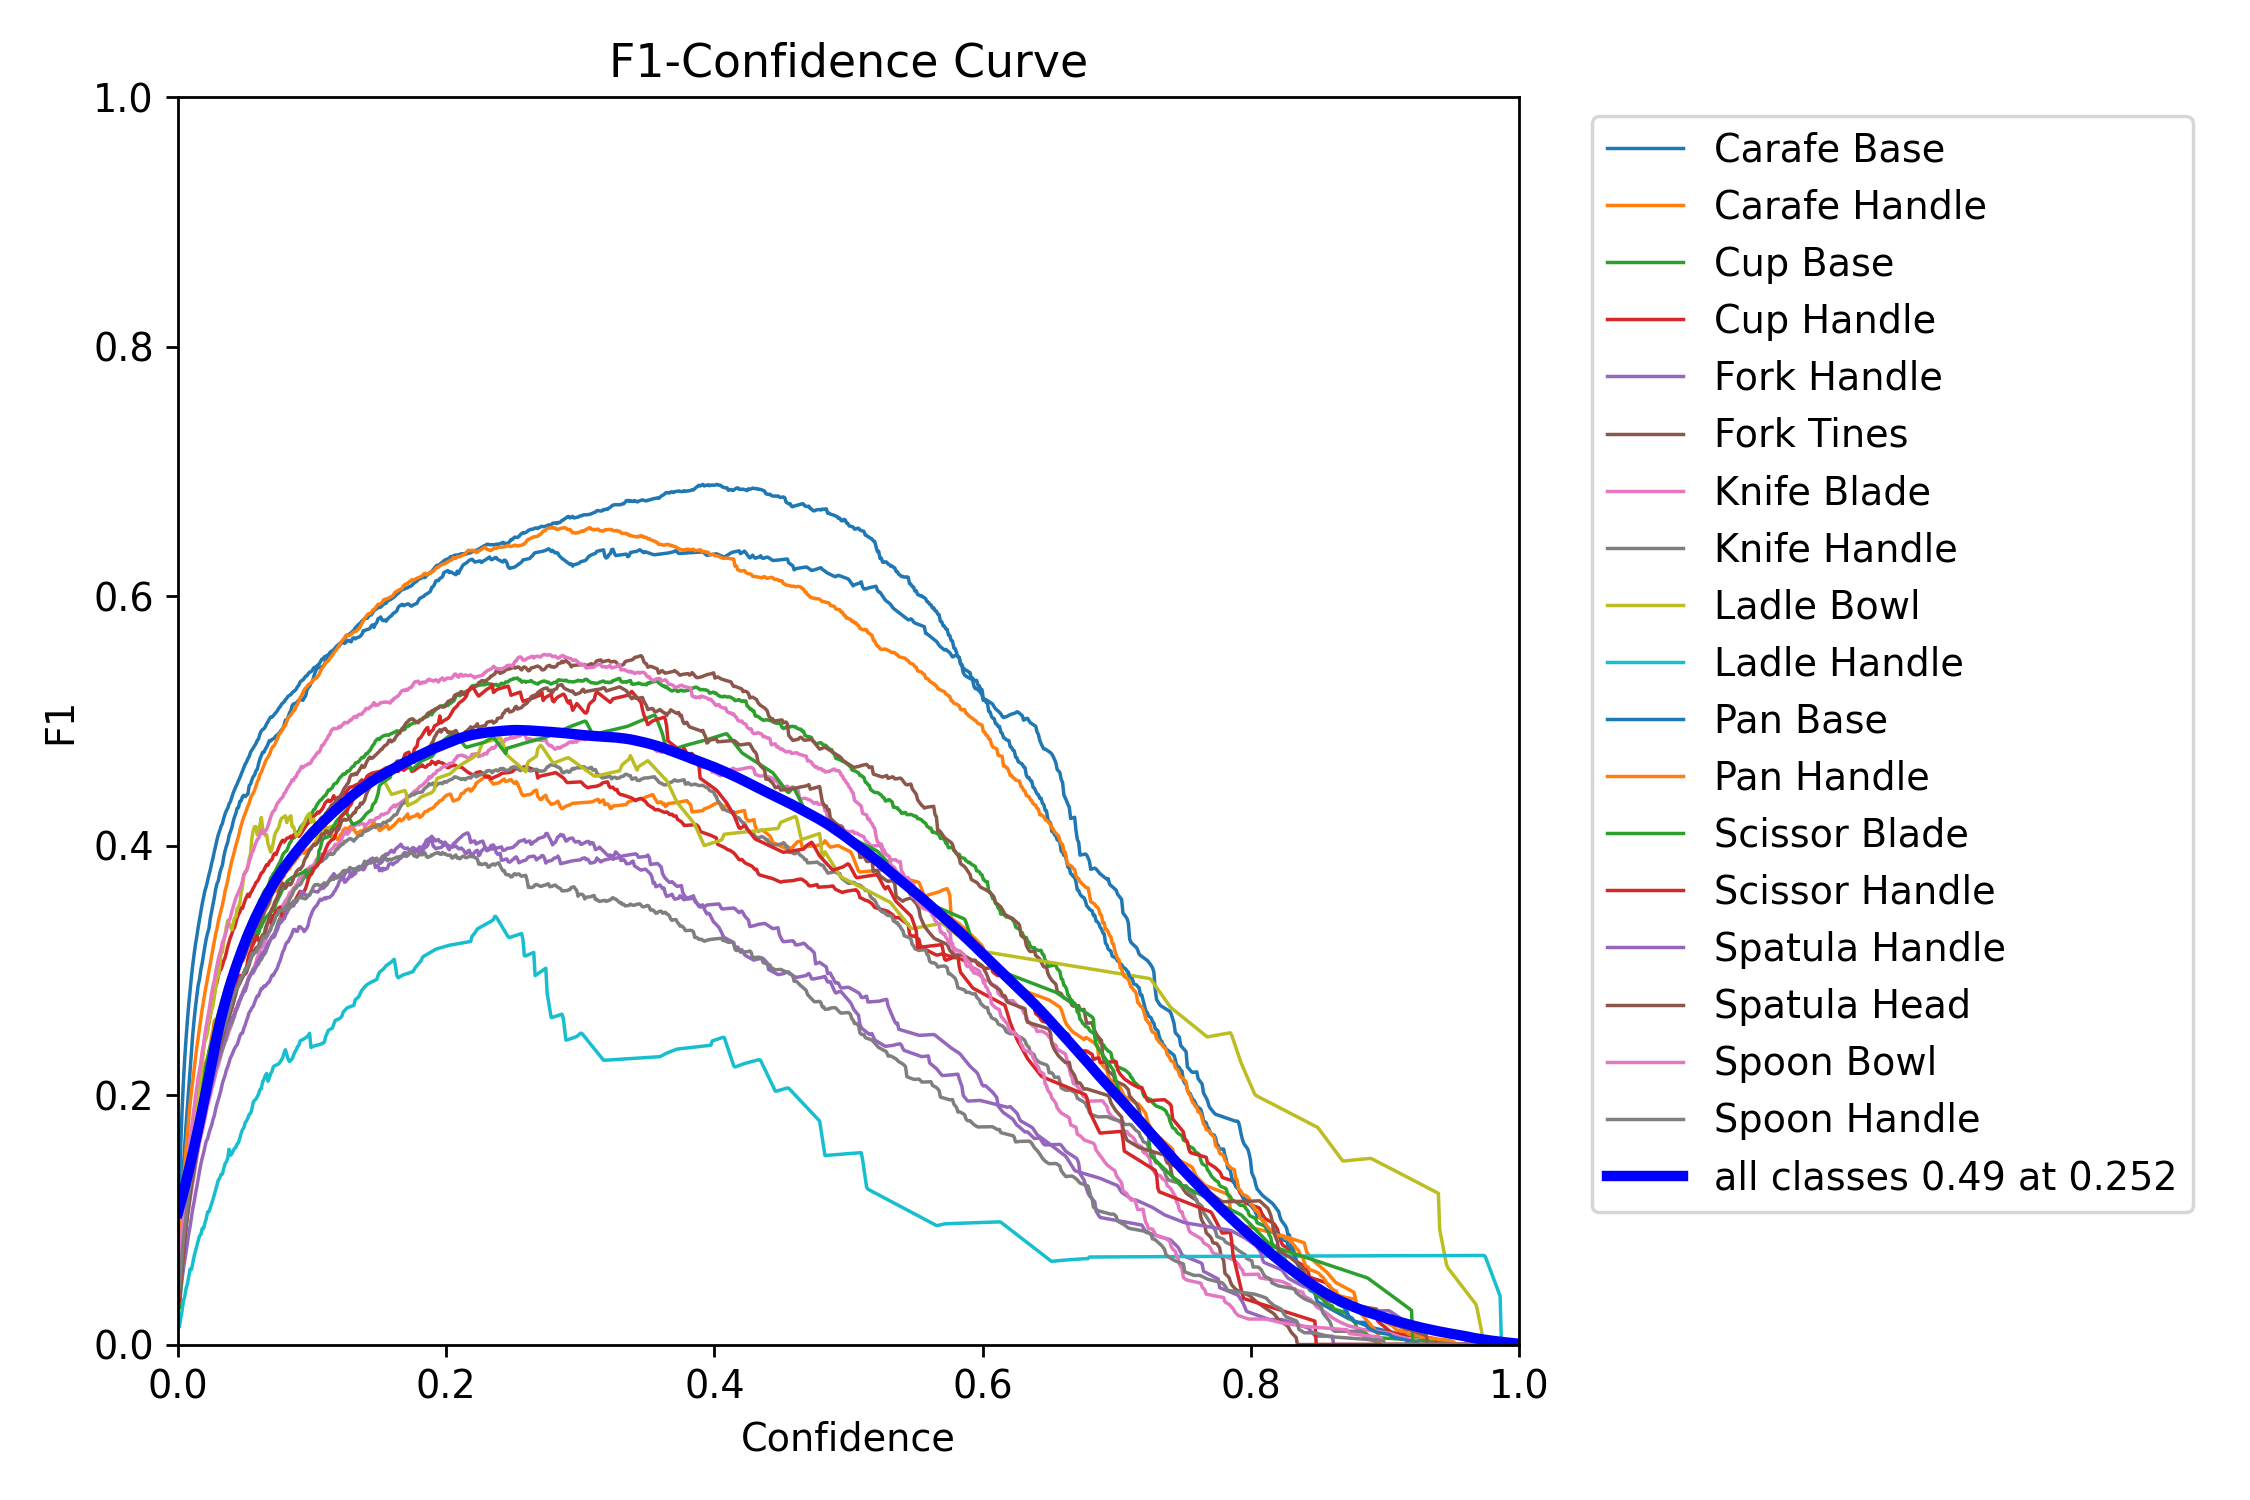 F1-Confidence Curve
1.0
0.8
0.6
0.4
0.2
0.0
F1
0.0 0.2 0.4 0.6 0.8 1.0
Confidence
Carafe Base
Carafe Handle
Cup Base
Cup Handle
Fork Handle
Fork Tines
Knife Blade
Knife Handle
Ladle Bowl
Ladle Handle
Pan Base
Pan Handle
Scissor Blade
Scissor Handle
Spatula Handle
Spatula Head
Spoon Bowl
Spoon Handle
all classes 0.49 at 0.252